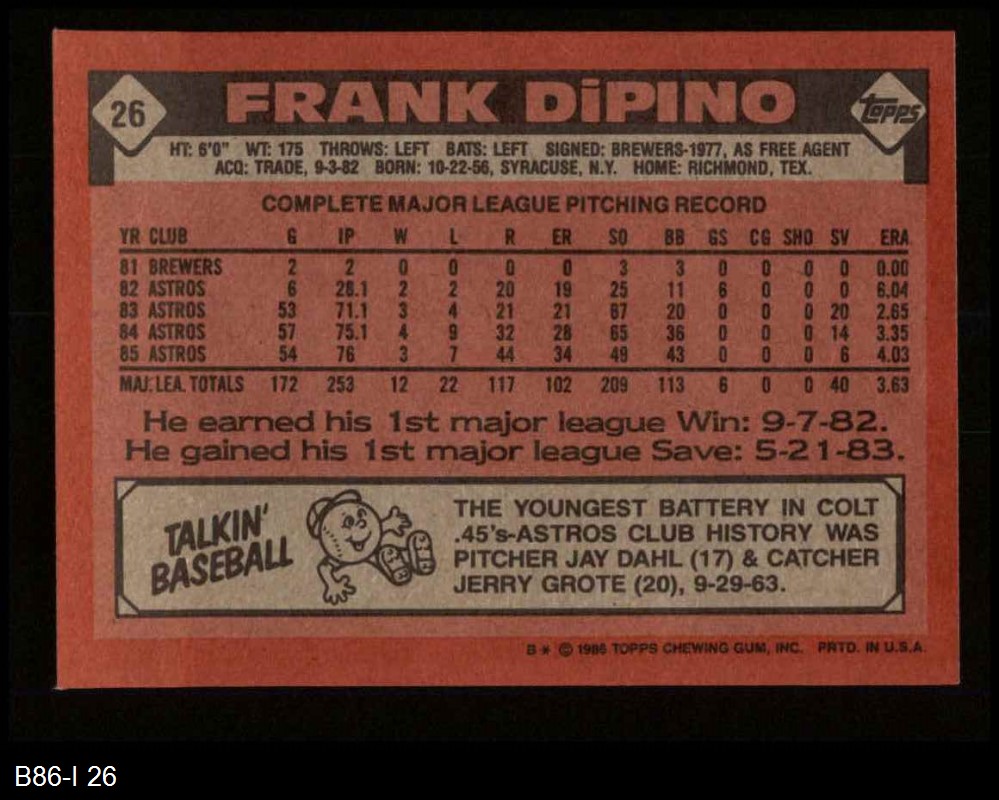 26
FRANK DiPINO
topps
HT: 6'0" WT: 175 THROWS: LEFT BATS: LEFT SIGNED: BREWERS-1977, AS FREE AGENT
ACQ: TRADE, 9-3-82 BORN: 10-22-56, SYRACUSE, N.Y. HOME: RICHMOND, TEX.
COMPLETE MAJOR LEAGUE PITCHING RECORD
YR CLUB G IP W L R ER SO BB GS CG SHO SV ERA
81 BREWERS 2 2 0 0 0 0 3 3 0 0 0 0 0.00
82 ASTROS 6 28.1 2 2 20 19 25 11 6 0 0 0 6.04
83 ASTROS 53 71.1 3 4 21 21 67 20 0 0 0 20 2.65
84 ASTROS 57 75.1 4 9 32 28 65 36 0 0 0 14 3.35
85 ASTROS 54 76 3 7 44 34 49 43 0 0 0 6 4.03
MAJ. LEA. TOTALS 172 253 12 22 117 102 209 113 6 0 0 40 3.63
He earned his 1st major league Win: 9-7-82.
He gained his 1st major league Save: 5-21-83.
TALKIN'
BASEBALL
THE YOUNGEST BATTERY IN COLT
.45's-ASTROS CLUB HISTORY WAS
PITCHER JAY DAHL (17) & CATCHER
JERRY GROTE (20), 9-29-63.
B * © 1986 TOPPS CHEWING GUM, INC. PRTD. IN U.S.A.
B86-I 26